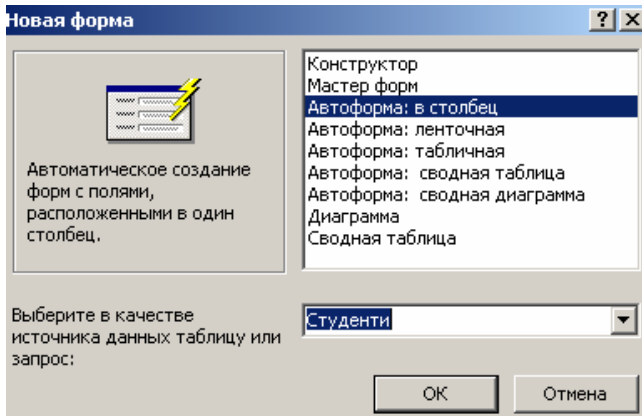 Новая форма
Конструктор
Мастер форм
Автоформа: в столбец
Автоформа: ленточная
Автоформа: табличная
Автоформа: сводная таблица
Автоформа: сводная диаграмма
Диаграмма
Сводная таблица
Автоматическое создание
форм с полями,
расположенными в один
столбец.
Выберите в качестве
источника данных таблицу или
запрос:
Студенти
ОК
Отмена